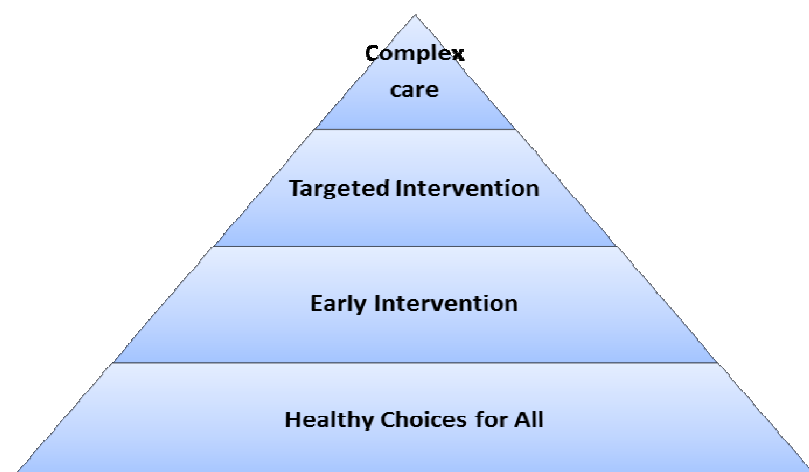 Complex
care
Targeted Intervention
Early Intervention
Healthy Choices for All